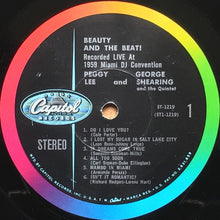 BEAUTY
AND THE BEAT!
Recorded LIVE At
1959 Miami DJ Convention
PEGGY GEORGE
LEE and SHEARING
and the Quintet
Capitol
RECORDS
ST-1219
(ST1-1219)
STEREO
1
1. DO I LOVE YOU?
(Cole Porter)
2. I LOST MY SUGAR IN SALT LAKE CITY
(Leon Rene-Johnny Lange)
3. IF DREAMS COME TRUE
4. ALL TOO SOON
(Carl Sigman-Duke Ellington)
5. MAMBO IN MIAMI
(Armando Peraza)
6. ISN'T IT ROMANTIC?
(Richard Rodgers-Lorenz Hart)